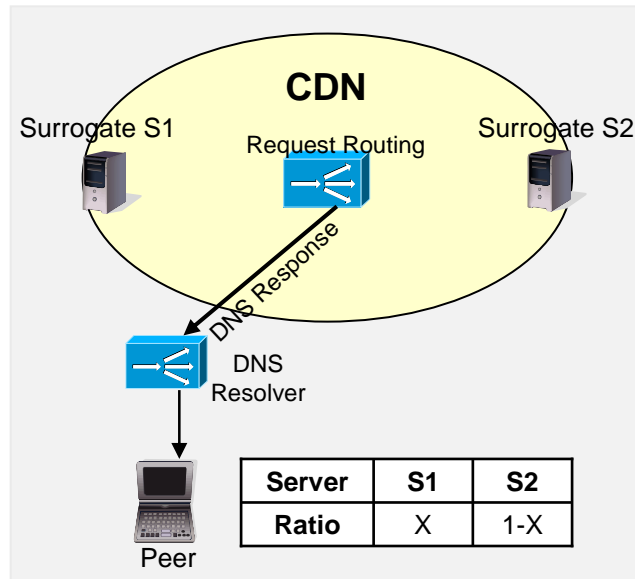 CDN
Surrogate S1
Request Routing
Surrogate S2
DNS Response
DNS
Resolver
Peer
Server S1 S2
Ratio X 1-X